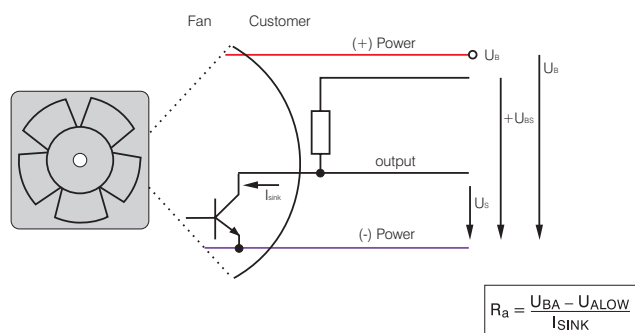 Fan Customer
(+) Power
UB
UB
+UBS
output
Isink
US
(-) Power
Ra = UBA – UALOW / ISINK